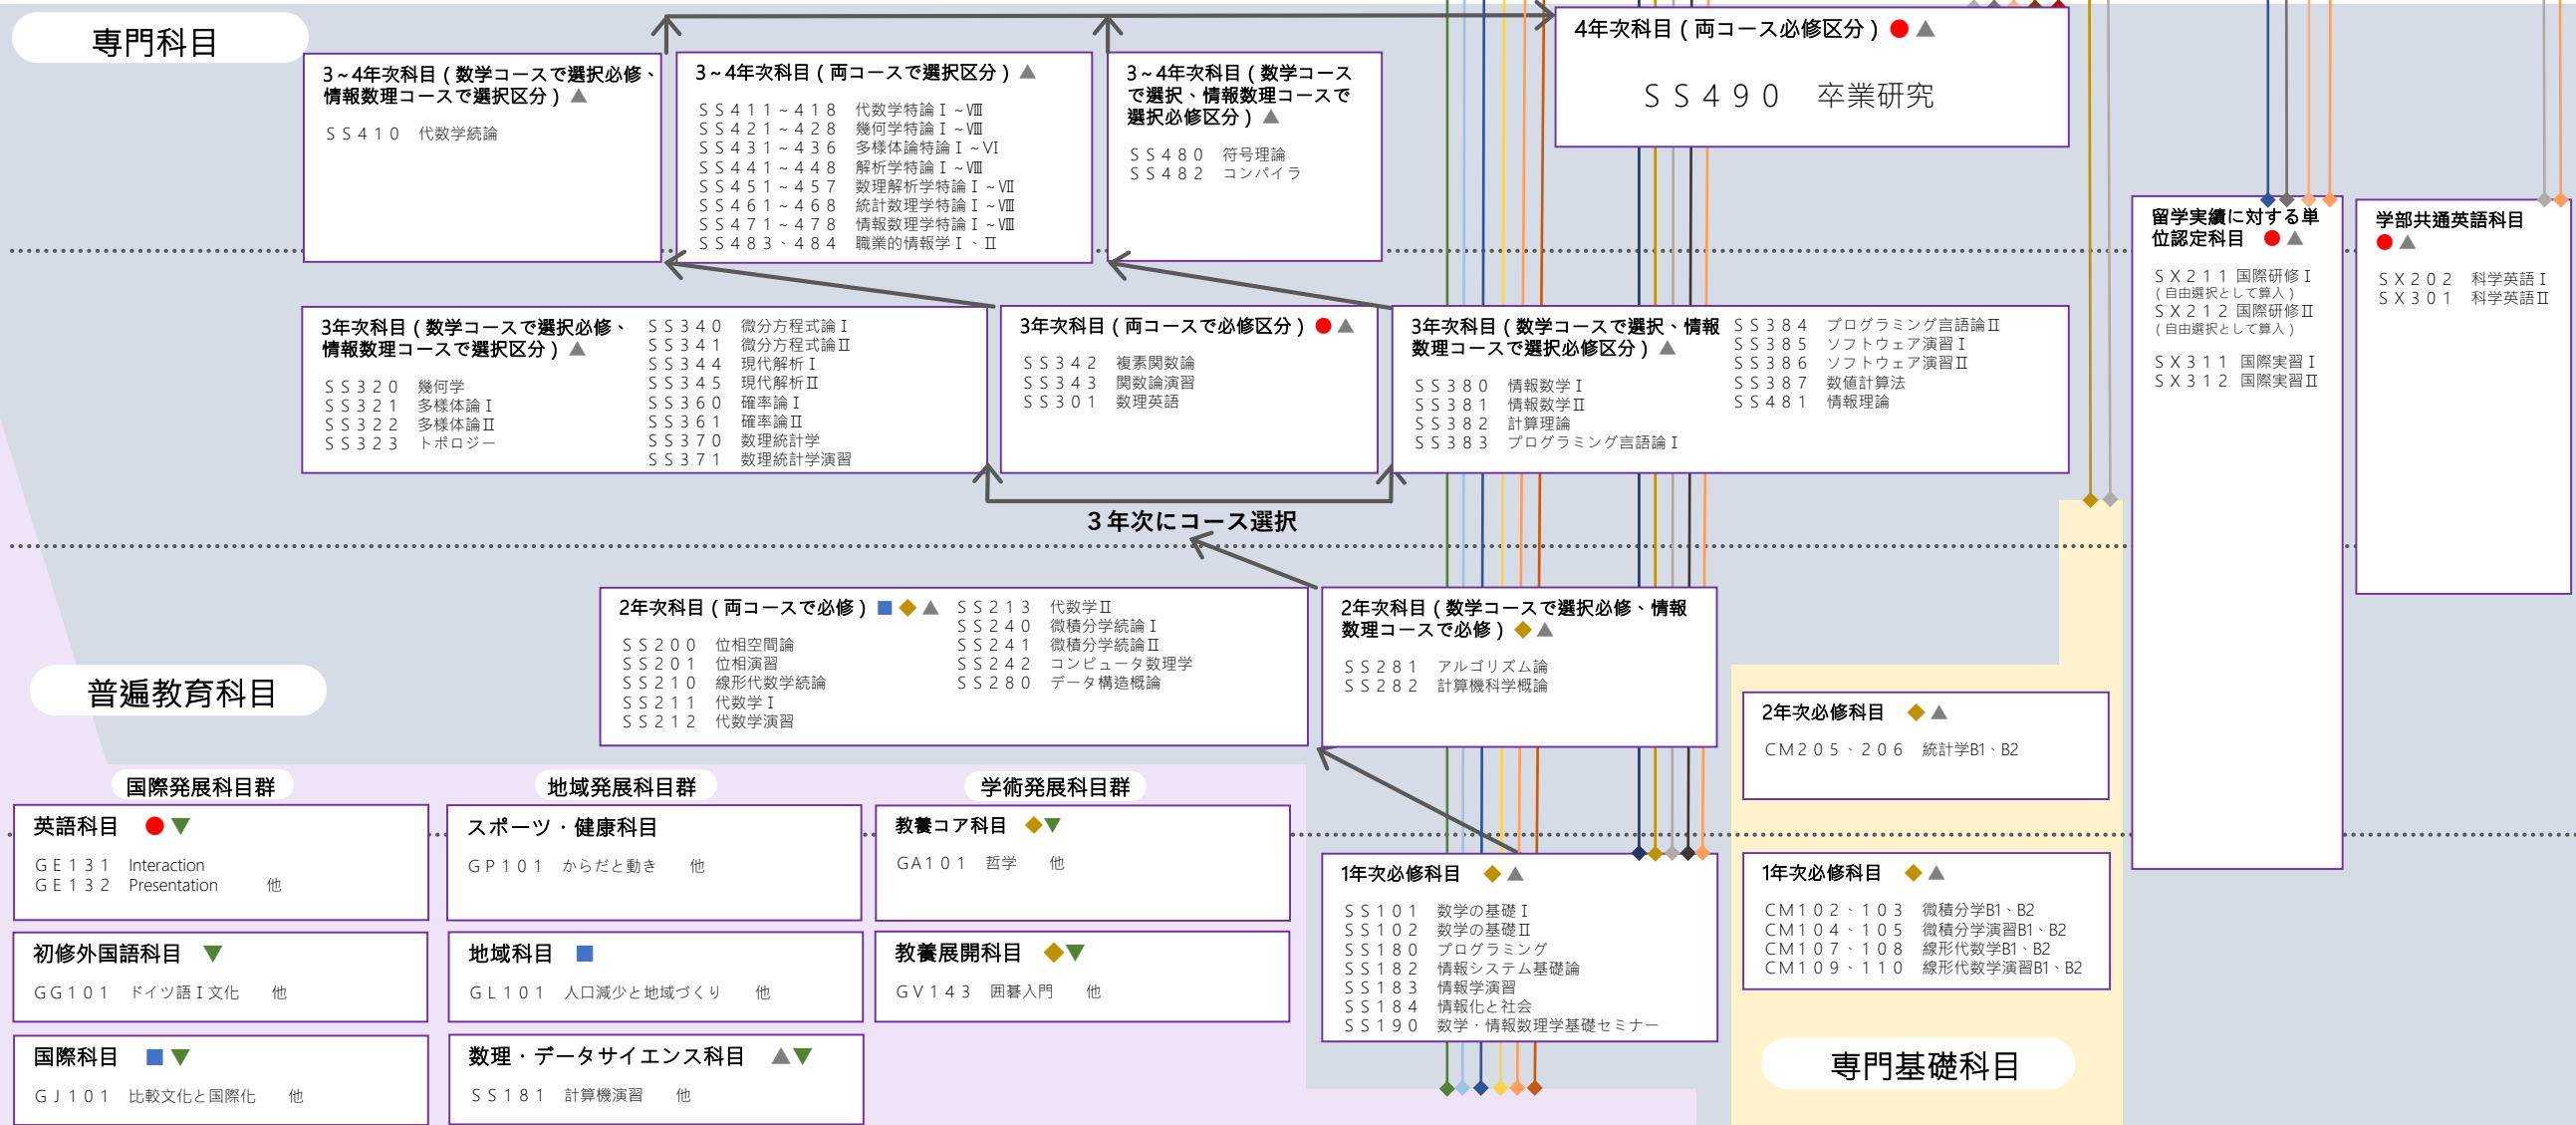 専門科目
3~4年次科目(数学コースで選択必修、
情報数理コースで選択区分)▲
ＳＳ４１０　代数学続論
3~4年次科目(両コースで選択区分)▲
ＳＳ４１１~４１８　代数学特論Ⅰ~Ⅷ
ＳＳ４２１~４２８　幾何学特論Ⅰ~Ⅷ
ＳＳ４３１~４３６　多様体論特論Ⅰ~Ⅵ
ＳＳ４４１~４４８　解析学特論Ⅰ~Ⅷ
ＳＳ４５１~４５７　数理解析学特論Ⅰ~Ⅶ
ＳＳ４６１~４６８　統計数理学特論Ⅰ~Ⅷ
ＳＳ４７１~４７８　情報数理学特論Ⅰ~Ⅷ
ＳＳ４８３、４８４　職業的情報学Ⅰ、Ⅱ
3~4年次科目(数学コース
で選択、情報数理コースで
選択必修区分)▲
ＳＳ４８０　符号理論
ＳＳ４８２　コンパイラ
4年次科目(両コース必修区分)●▲
ＳＳ４９０　卒業研究
留学実績に対する単
位認定科目　●▲
ＳＸ２１１ 国際研修Ⅰ
(自由選択として算入)
ＳＸ２１２ 国際研修Ⅱ
(自由選択として算入)
ＳＸ３１１ 国際実習Ⅰ
ＳＸ３１２ 国際実習Ⅱ
学部共通英語科目
●▲
ＳＸ２０２　科学英語Ⅰ
ＳＸ３０１　科学英語Ⅱ
3年次科目(数学コースで選択必修、
情報数理コースで選択区分)▲
ＳＳ３２０　幾何学
ＳＳ３２１　多様体論Ⅰ
ＳＳ３２２　多様体論Ⅱ
ＳＳ３２３　トポロジー
ＳＳ３４０　微分方程式論Ⅰ
ＳＳ３４１　微分方程式論Ⅱ
ＳＳ３４４　現代解析Ⅰ
ＳＳ３４５　現代解析Ⅱ
ＳＳ３６０　確率論Ⅰ
ＳＳ３６１　確率論Ⅱ
ＳＳ３７０　数理統計学
ＳＳ３７１　数理統計学演習
3年次科目(両コースで必修区分)●▲
ＳＳ３４２　複素関数論
ＳＳ３４３　関数論演習
ＳＳ３０１　数理英語
3年次科目(数学コースで選択、情報
数理コースで選択必修区分)▲
ＳＳ３８０　情報数学Ⅰ
ＳＳ３８１　情報数学Ⅱ
ＳＳ３８２　計算理論
ＳＳ３８３　プログラミング言語論Ⅰ
ＳＳ３８４　プログラミング言語論Ⅱ
ＳＳ３８５　ソフトウェア演習Ⅰ
ＳＳ３８６　ソフトウェア演習Ⅱ
ＳＳ３８７　数値計算法
ＳＳ４８１　情報理論
３年次にコース選択
2年次科目(両コースで必修)■◆▲
ＳＳ２００　位相空間論
ＳＳ２０１　位相演習
ＳＳ２１０　線形代数学続論
ＳＳ２１１　代数学Ⅰ
ＳＳ２１２　代数学演習
ＳＳ２１３　代数学Ⅱ
ＳＳ２４０　微積分学続論Ⅰ
ＳＳ２４１　微積分学続論Ⅱ
ＳＳ２４２　コンピュータ数理学
ＳＳ２８０　データ構造概論
2年次科目(数学コースで選択必修、情報
数理コースで必修)◆▲
ＳＳ２８１　アルゴリズム論
ＳＳ２８２　計算機科学概論
普遍教育科目
2年次必修科目　◆▲
ＣＭ２０５、２０６　統計学B1、B2
国際発展科目群
地域発展科目群
学術発展科目群
英語科目　●▼
ＧＥ１３１　Interaction
ＧＥ１３２　Presentation　　他
スポーツ・健康科目
ＧＰ１０１　からだと動き　　他
教養コア科目　◆▼
ＧＡ１０１　哲学　　他
1年次必修科目　◆▲
ＳＳ１０１　数学の基礎Ⅰ
ＳＳ１０２　数学の基礎Ⅱ
ＳＳ１８０　プログラミング
ＳＳ１８２　情報システム基礎論
ＳＳ１８３　情報学演習
ＳＳ１８４　情報化と社会
ＳＳ１９０　数学・情報数理学基礎セミナー
1年次必修科目　◆▲
ＣＭ１０２、１０３　微積分学B1、B2
ＣＭ１０４、１０５　微積分学演習B1、B2
ＣＭ１０７、１０８　線形代数学B1、B2
ＣＭ１０９、１１０　線形代数学演習B1、B2
初修外国語科目　▼
ＧＧ１０１　ドイツ語Ⅰ文化　　他
地域科目　■
ＧＬ１０１　人口減少と地域づくり　　他
教養展開科目　◆▼
ＧＶ１４３　囲碁入門　　他
国際科目　■▼
ＧＪ１０１　比較文化と国際化　　他
数理・データサイエンス科目　▲▼
ＳＳ１８１　計算機演習　　他
専門基礎科目